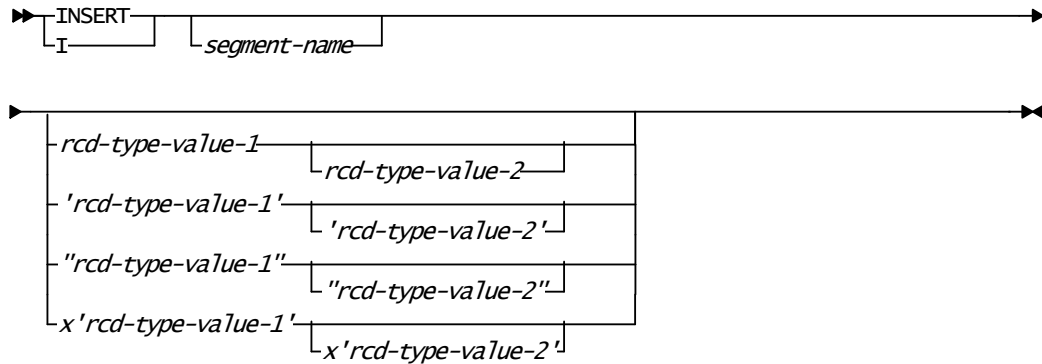 INSERT
I segment-name
rcd-type-value-1
rcd-type-value-2
'rcd-type-value-1'
'rcd-type-value-2'
"rcd-type-value-1"
"rcd-type-value-2"
x'rcd-type-value-1'
x'rcd-type-value-2'